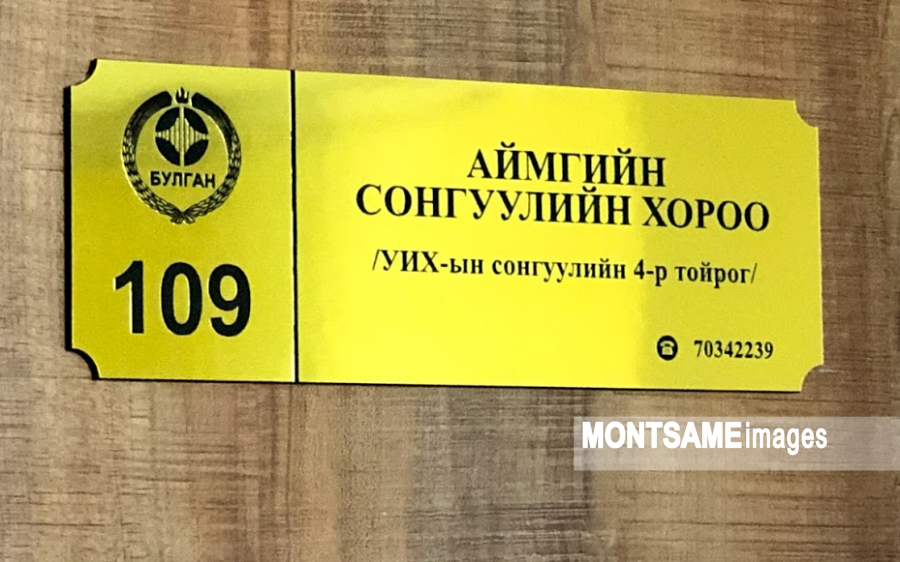 БУЛГАН
109
АЙМГИЙН
СОНГУУЛИЙН ХОРОО
/УИХ-ын сонгуулийн 4-р тойрог/
☎ 70342239
MONTSAMEimages